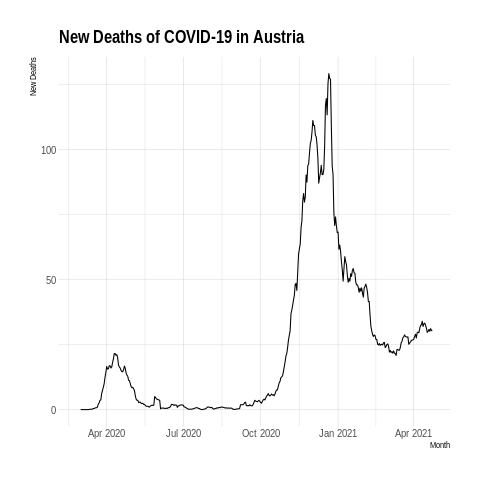 New Deaths of COVID-19 in Austria
New Deaths
100
50
0
Apr 2020 Jul 2020 Oct 2020 Jan 2021 Apr 2021
Month